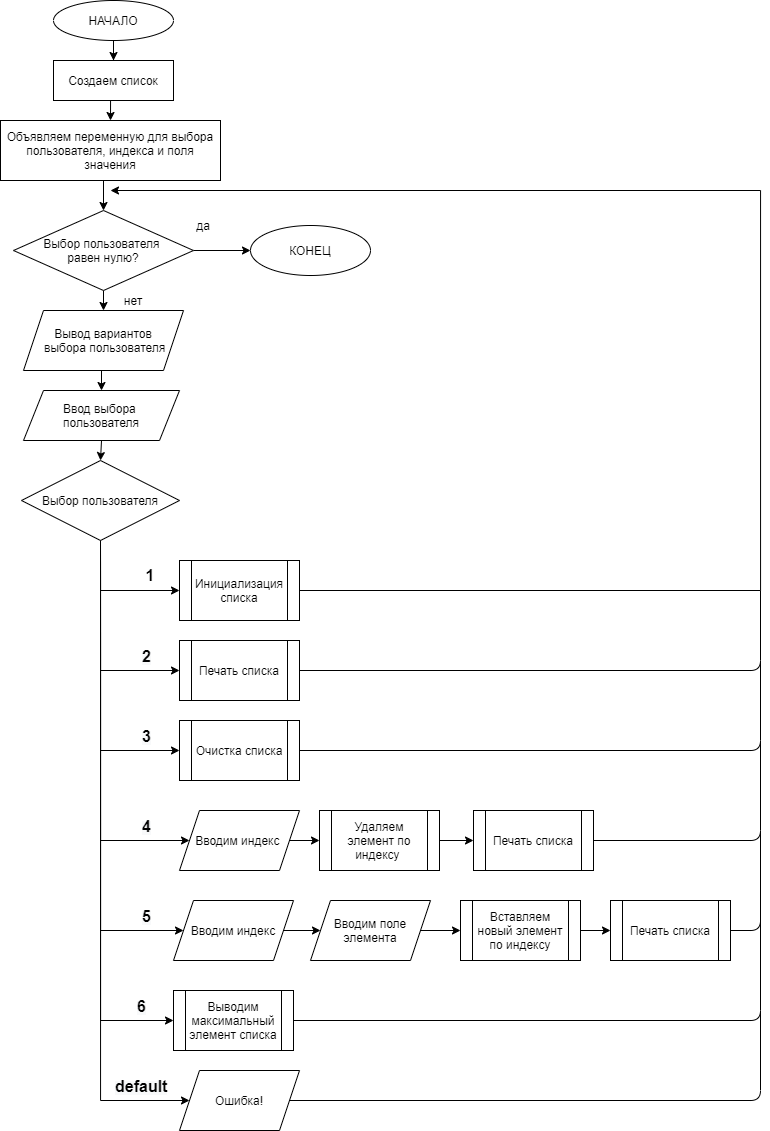 НАЧАЛО
Создаем список
Объявляем переменную для выбора
пользователя, индекса и поля
значения
Выбор пользователя
равен нулю?
да
КОНЕЦ
нет
Вывод вариантов
выбора пользователя
Ввод выбора
пользователя
Выбор пользователя
1
Инициализация
списка
2
Печать списка
3
Очистка списка
4
Вводим индекс
Удаляем
элемент по
индексу
Печать списка
5
Вводим индекс
Вводим поле
элемента
Вставляем
новый элемент
по индексу
Печать списка
6
Выводим
максимальный
элемент списка
default
Ошибка!